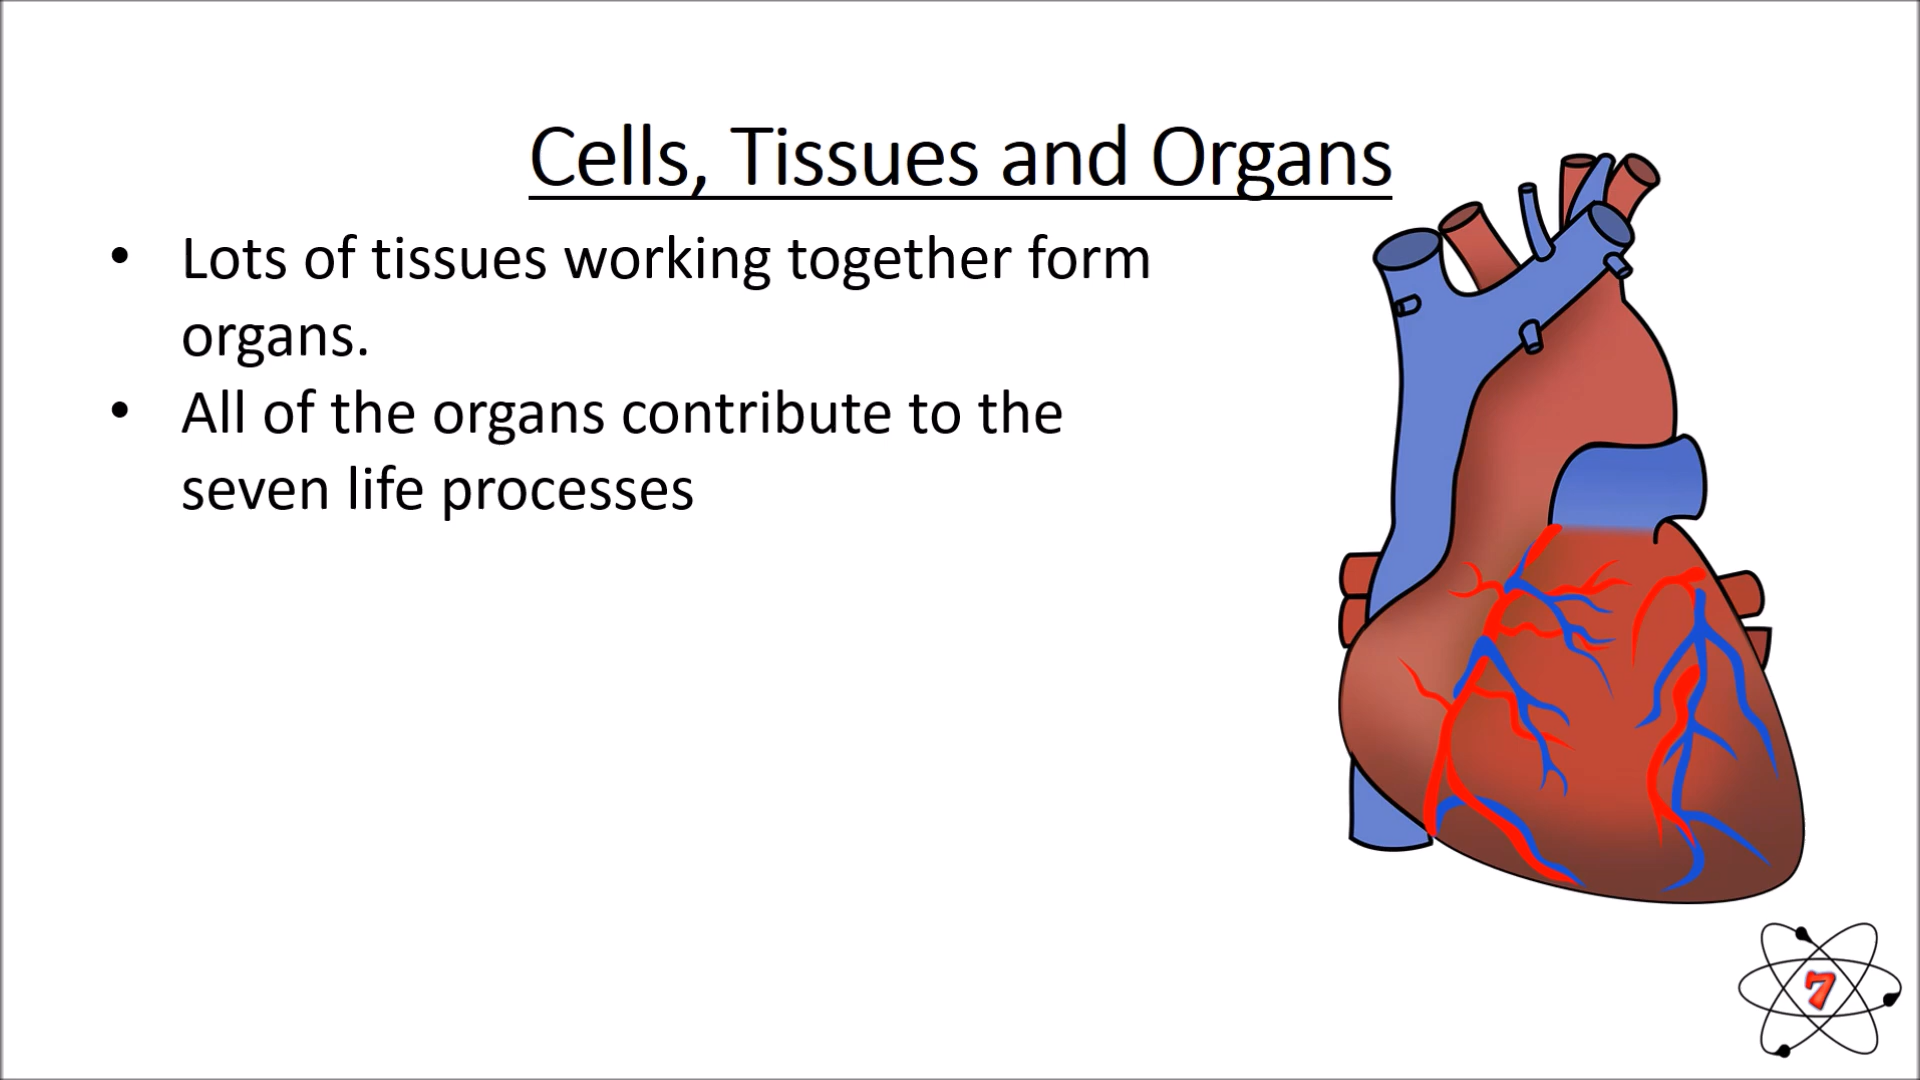 Cells, Tissues and Organs
• Lots of tissues working together form
organs.
• All of the organs contribute to the
seven life processes
7